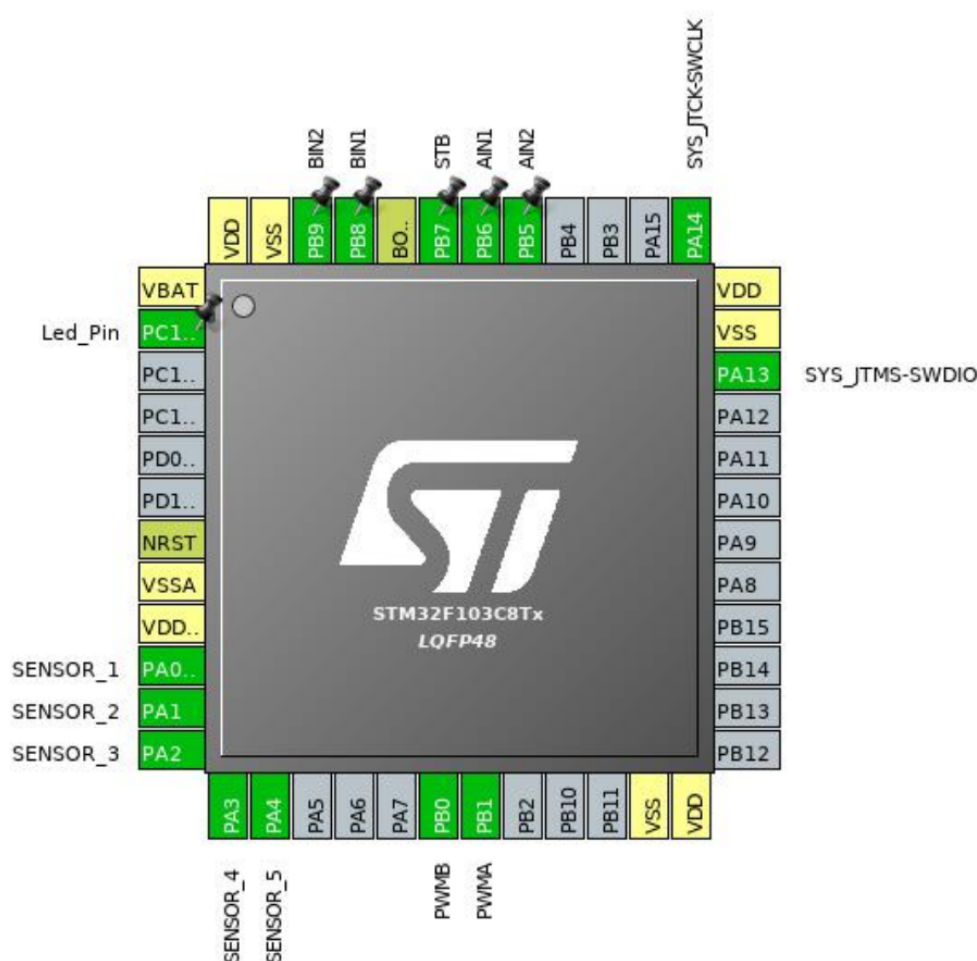 SYS_JTCK-SWCLK
BIN2
BIN1
STB
AIN1
AIN2
VDD
VSS
PB9
PB8
BO..
PB7
PB6
PB5
PB4
PB3
PA15
PA14
VBAT
Led_Pin PC1..
PC1..
PC1..
PD0..
PD1..
NRST
VSSA
VDD..
SENSOR_1 PA0..
SENSOR_2 PA1
SENSOR_3 PA2
VDD
VSS
PA13 SYS_JTMS-SWDIO
PA12
PA11
PA10
PA9
PA8
PB15
PB14
PB13
PB12
ST
STM32F103C8Tx
LQFP48
PA3
PA4
PA5
PA6
PA7
PB0
PB1
PB2
PB10
PB11
VSS
VDD
SENSOR_4
SENSOR_5
PWMB
PWMA